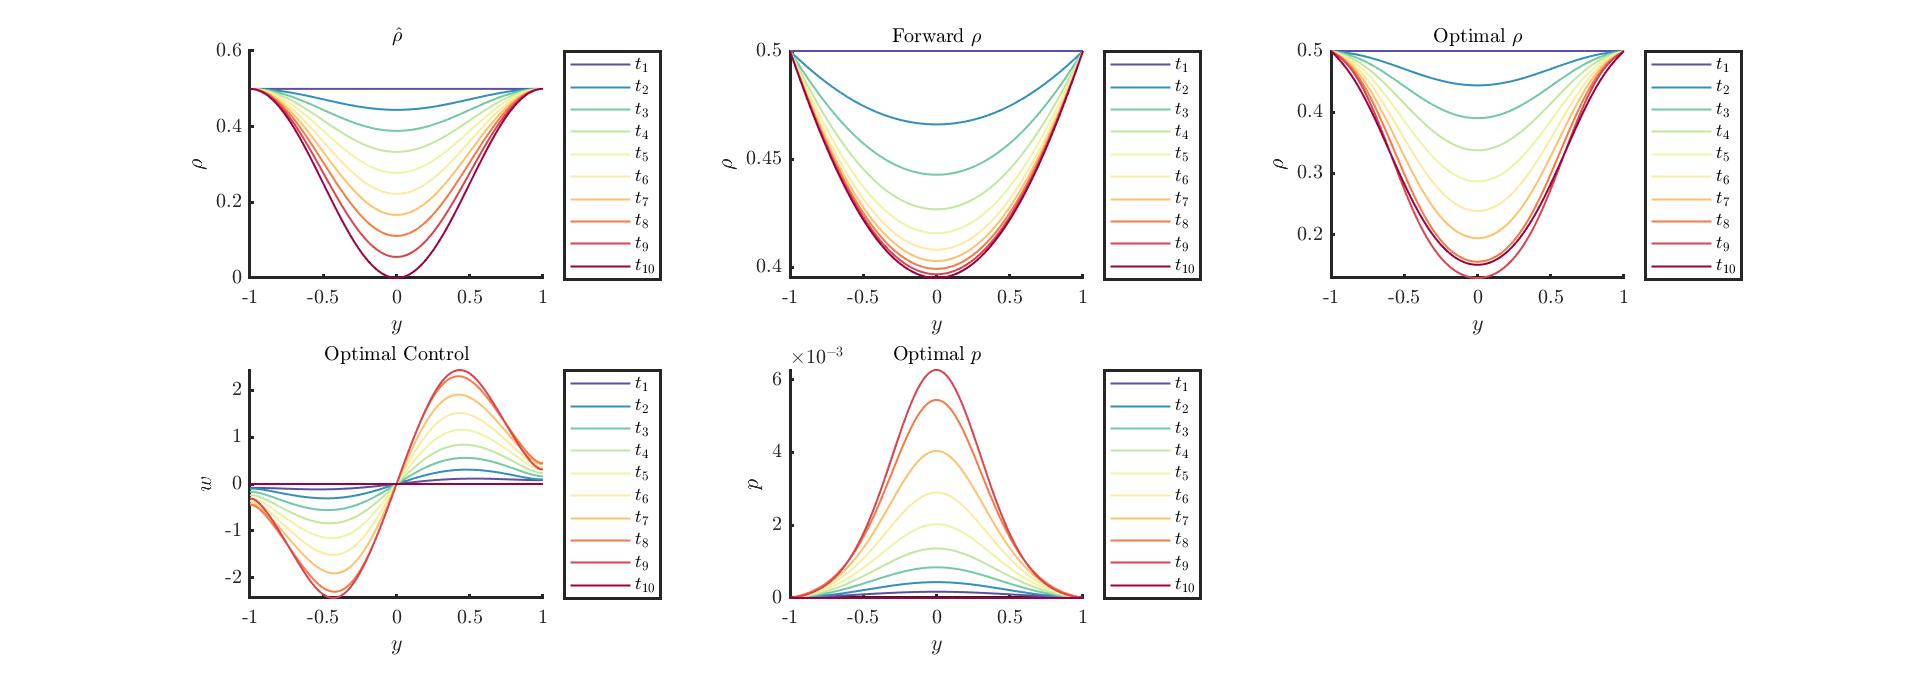 ρ̂
ρ
0.6
0.4
0.2
0
-1 -0.5 0 0.5 1
y
t₁
t₂
t₃
t₄
t₅
t₆
t₇
t₈
t₉
t₁₀
Forward ρ
ρ
0.5
0.45
0.4
-1 -0.5 0 0.5 1
y
t₁
t₂
t₃
t₄
t₅
t₆
t₇
t₈
t₉
t₁₀
Optimal ρ
ρ
0.5
0.4
0.3
0.2
-1 -0.5 0 0.5 1
y
t₁
t₂
t₃
t₄
t₅
t₆
t₇
t₈
t₉
t₁₀
Optimal Control
w
2
1
0
-1
-2
-1 -0.5 0 0.5 1
y
t₁
t₂
t₃
t₄
t₅
t₆
t₇
t₈
t₉
t₁₀
×10⁻³
Optimal p
p
6
4
2
0
-1 -0.5 0 0.5 1
y
t₁
t₂
t₃
t₄
t₅
t₆
t₇
t₈
t₉
t₁₀